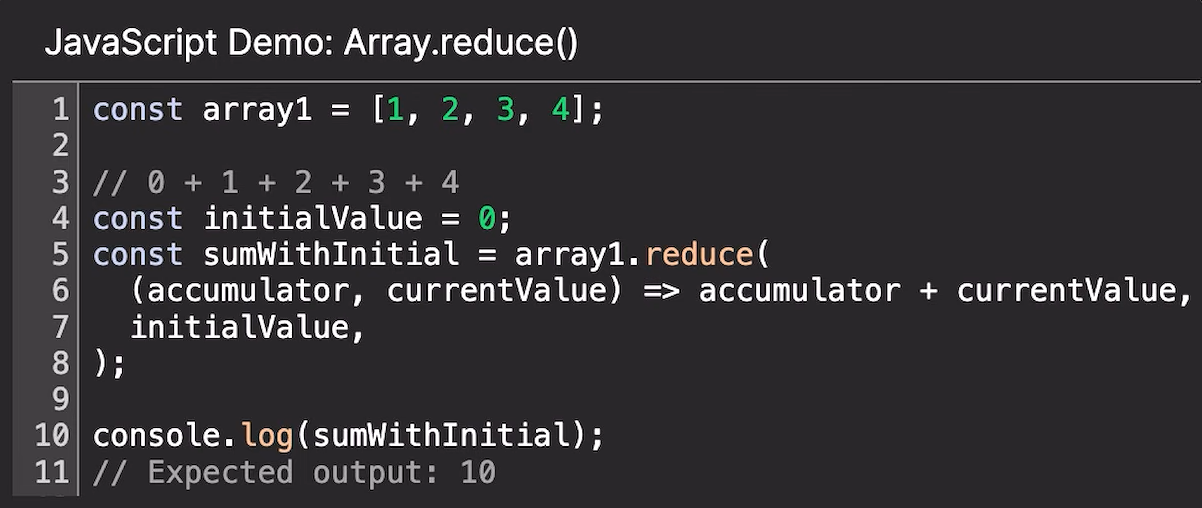 JavaScript Demo: Array.reduce()
1 const array1 = [1, 2, 3, 4];
2
3 // 0 + 1 + 2 + 3 + 4
4 const initialValue = 0;
5 const sumWithInitial = array1.reduce(
6   (accumulator, currentValue) => accumulator + currentValue,
7   initialValue,
8 );
9
10 console.log(sumWithInitial);
11 // Expected output: 10